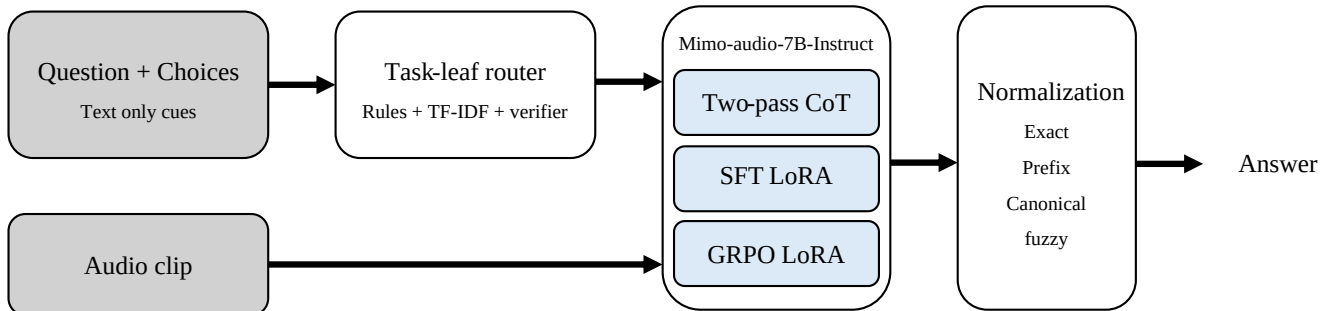 Question + Choices
Text only cues
Task-leaf router
Rules + TF-IDF + verifier
Mimo-audio-7B-Instruct
Two-pass CoT
SFT LoRA
GRPO LoRA
Audio clip
Normalization
Exact
Prefix
Canonical
fuzzy
Answer